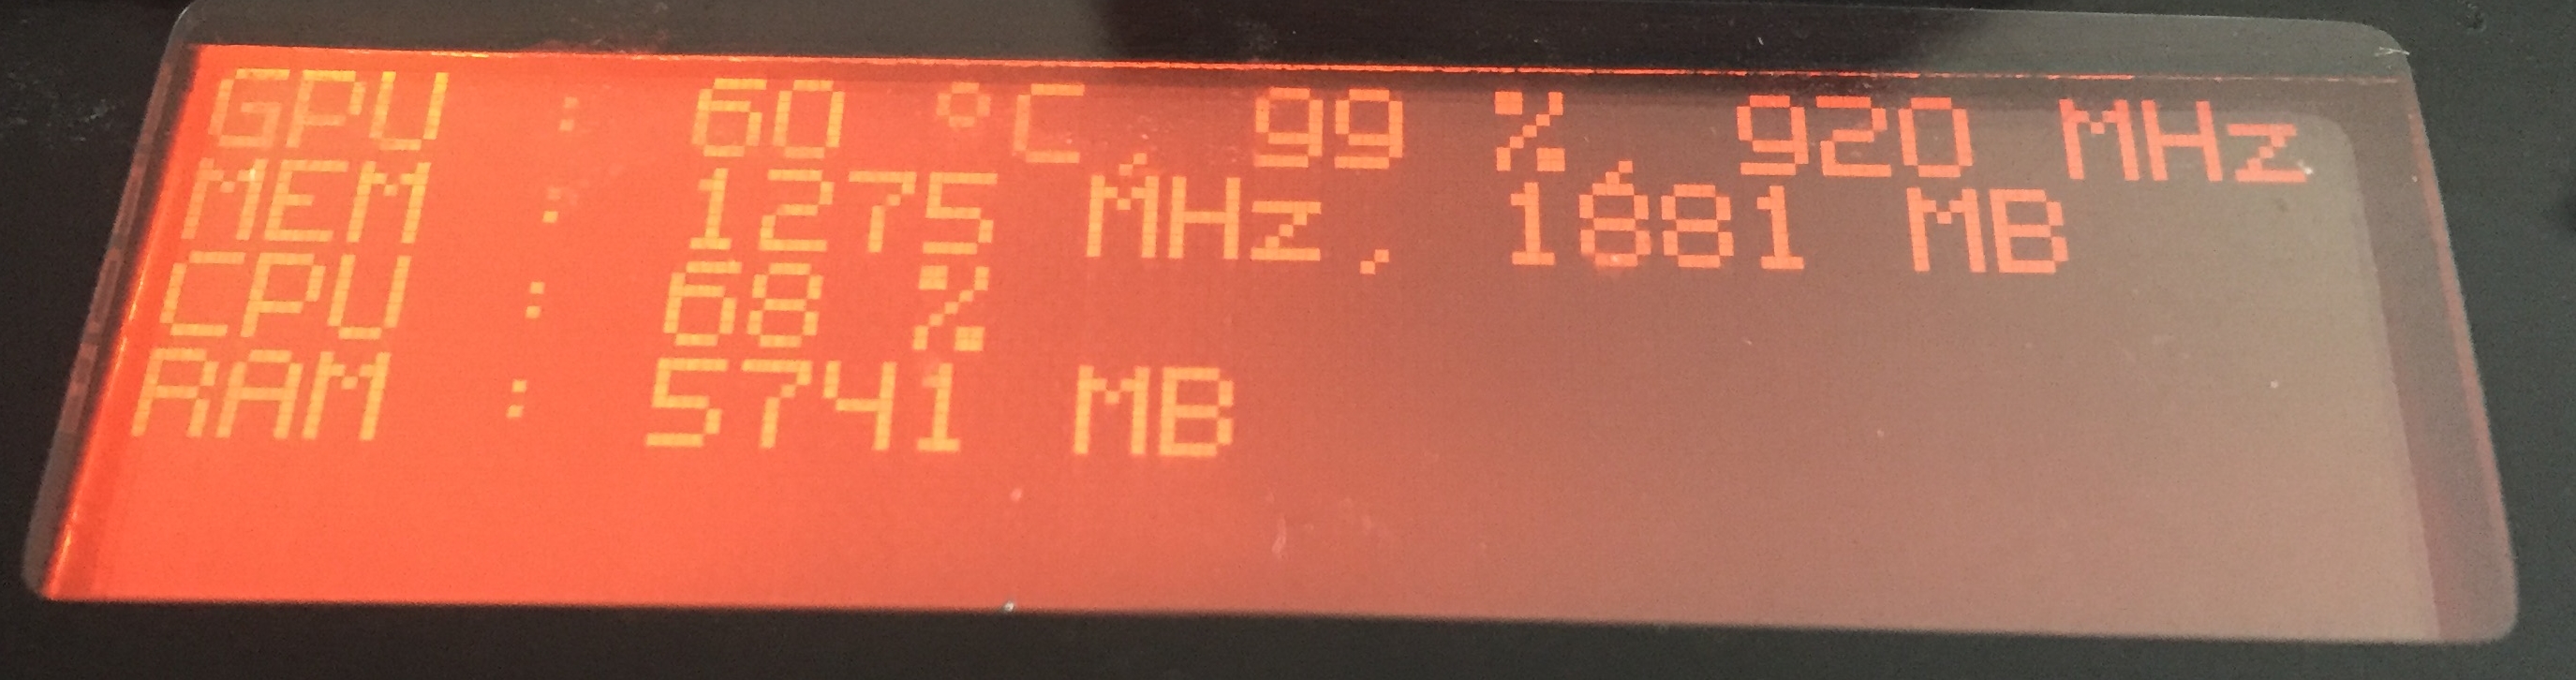 GPU : 60 °C, 99 %, 920 MHz
MEM : 1275 MHz, 1881 MB
CPU : 68 %
RAM : 5741 MB